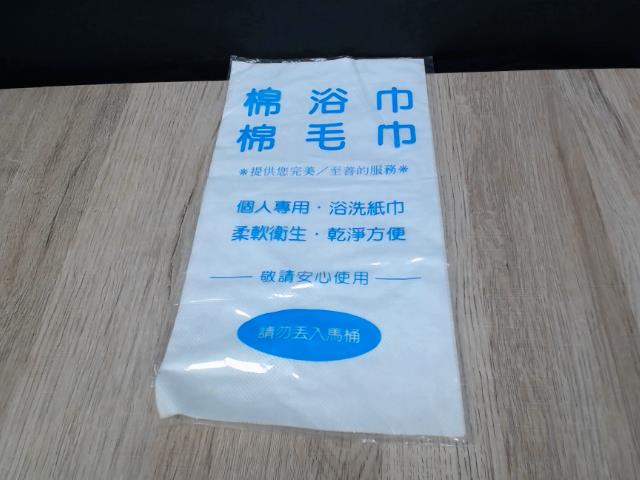 棉浴巾
棉毛巾
＊提供您完美／至善的服務＊
個人專用・浴洗紙巾
柔軟衛生・乾淨方便
敬請安心使用
請勿丟入馬桶